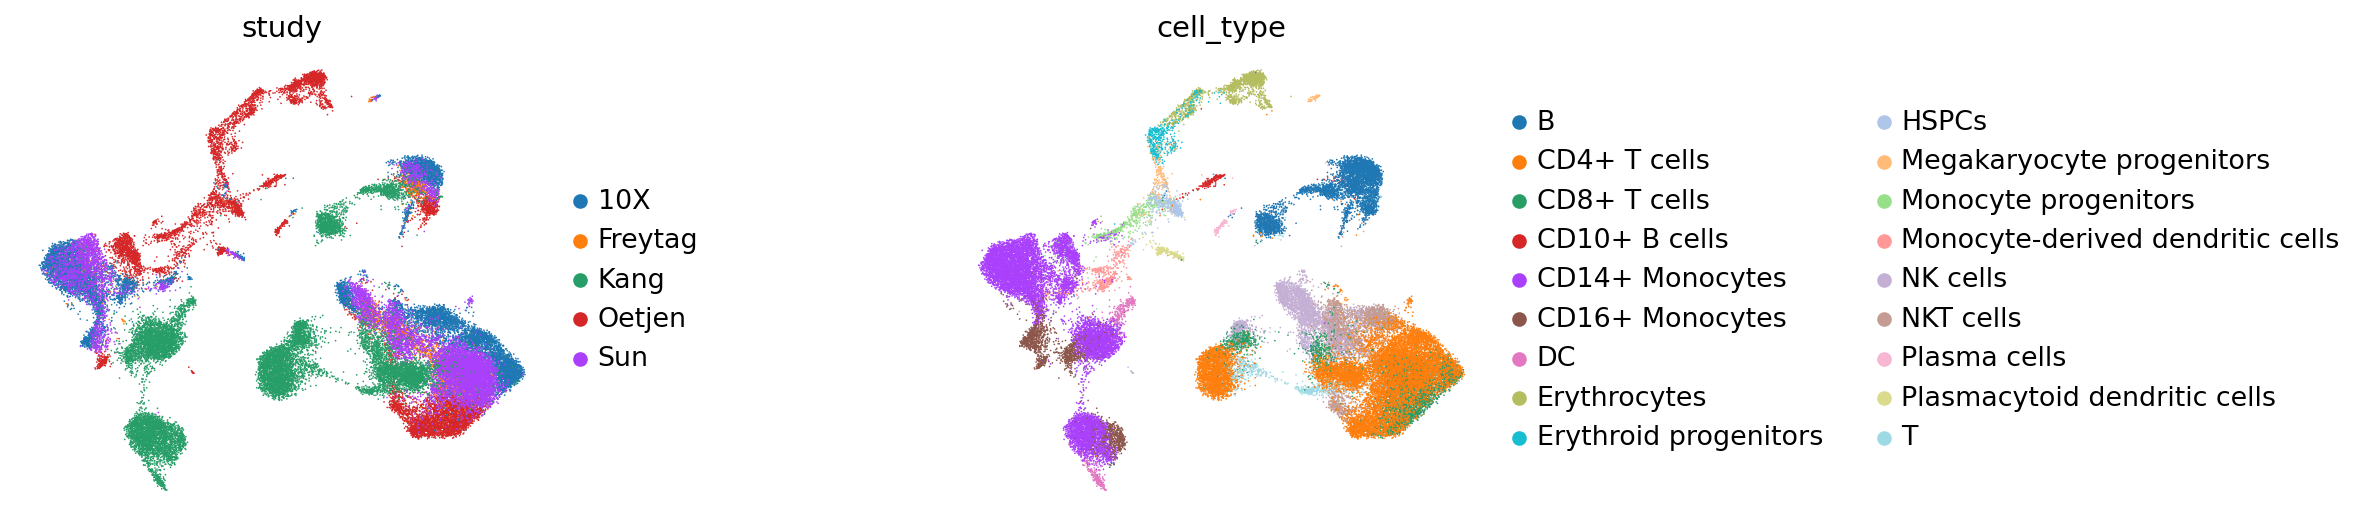 study
10X
Freytag
Kang
Oetjen
Sun
cell_type
B
CD4+ T cells
CD8+ T cells
CD10+ B cells
CD14+ Monocytes
CD16+ Monocytes
DC
Erythrocytes
Erythroid progenitors
HSPCs
Megakaryocyte progenitors
Monocyte progenitors
Monocyte-derived dendritic cells
NK cells
NKT cells
Plasma cells
Plasmacytoid dendritic cells
T